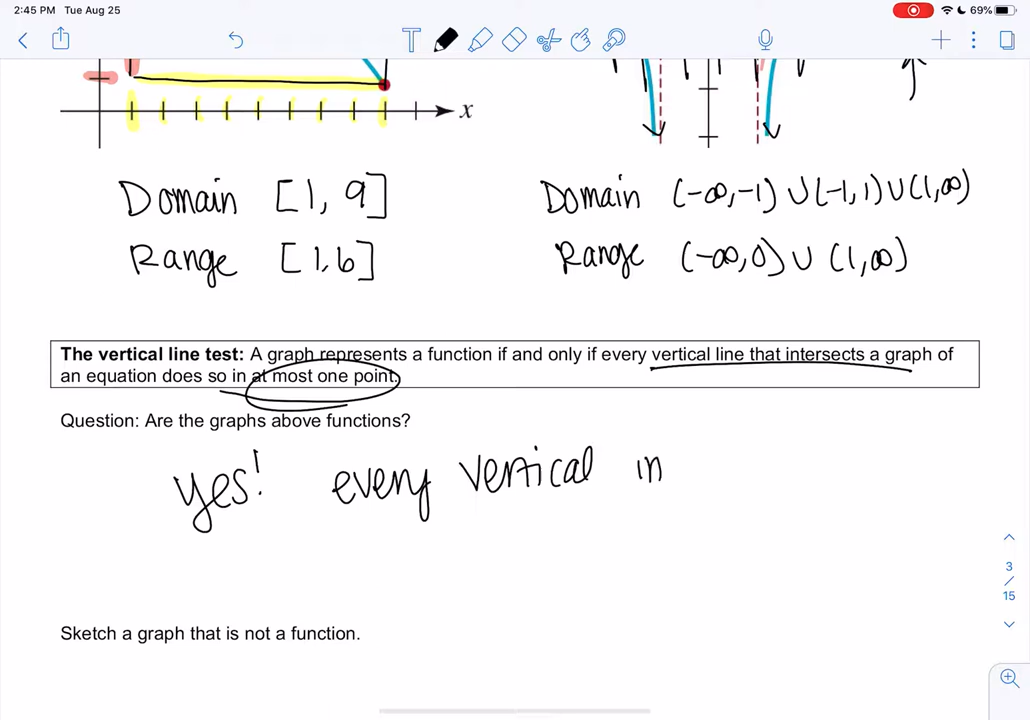 2:45 PM Tue Aug 25
69%
x
Domain [1, 9]
Range [1,6]
Domain (-∞,-1) ∪ (-1,1) ∪ (1,∞)
Range (-∞,0) ∪ (1,∞)
The vertical line test: A graph represents a function if and only if every vertical line that intersects a graph of
an equation does so in at most one point.
Question: Are the graphs above functions?
yes! every vertical in
3
/
15
Sketch a graph that is not a function.